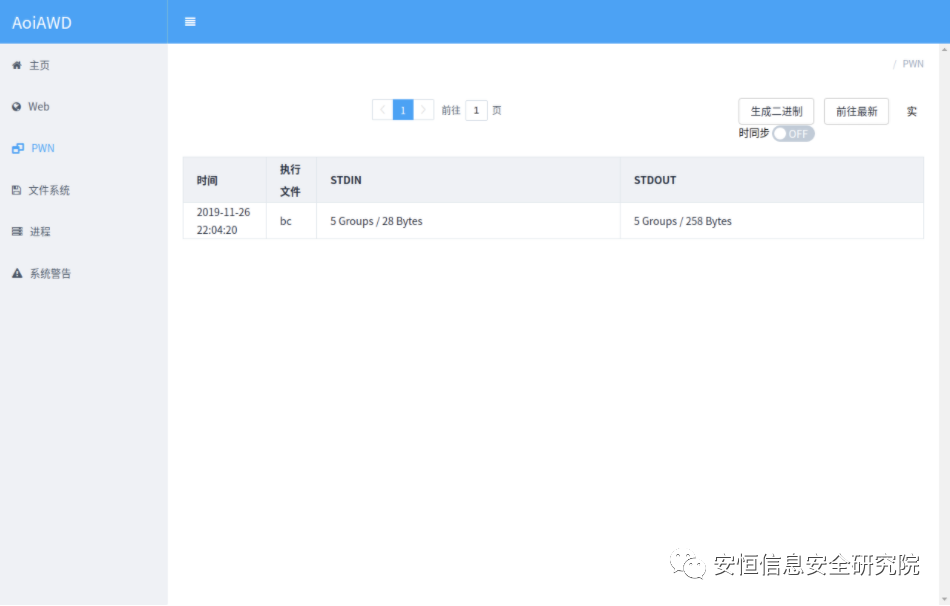 AoiAWD
主页
Web
PWN
文件系统
进程
系统警告
/ PWN
1 前往 1 页
生成二进制 前往最新 实
时同步 OFF
时间 执行文件 STDIN STDOUT
2019-11-26 22:04:20 bc 5 Groups / 28 Bytes 5 Groups / 258 Bytes
安恒信息安全研究院